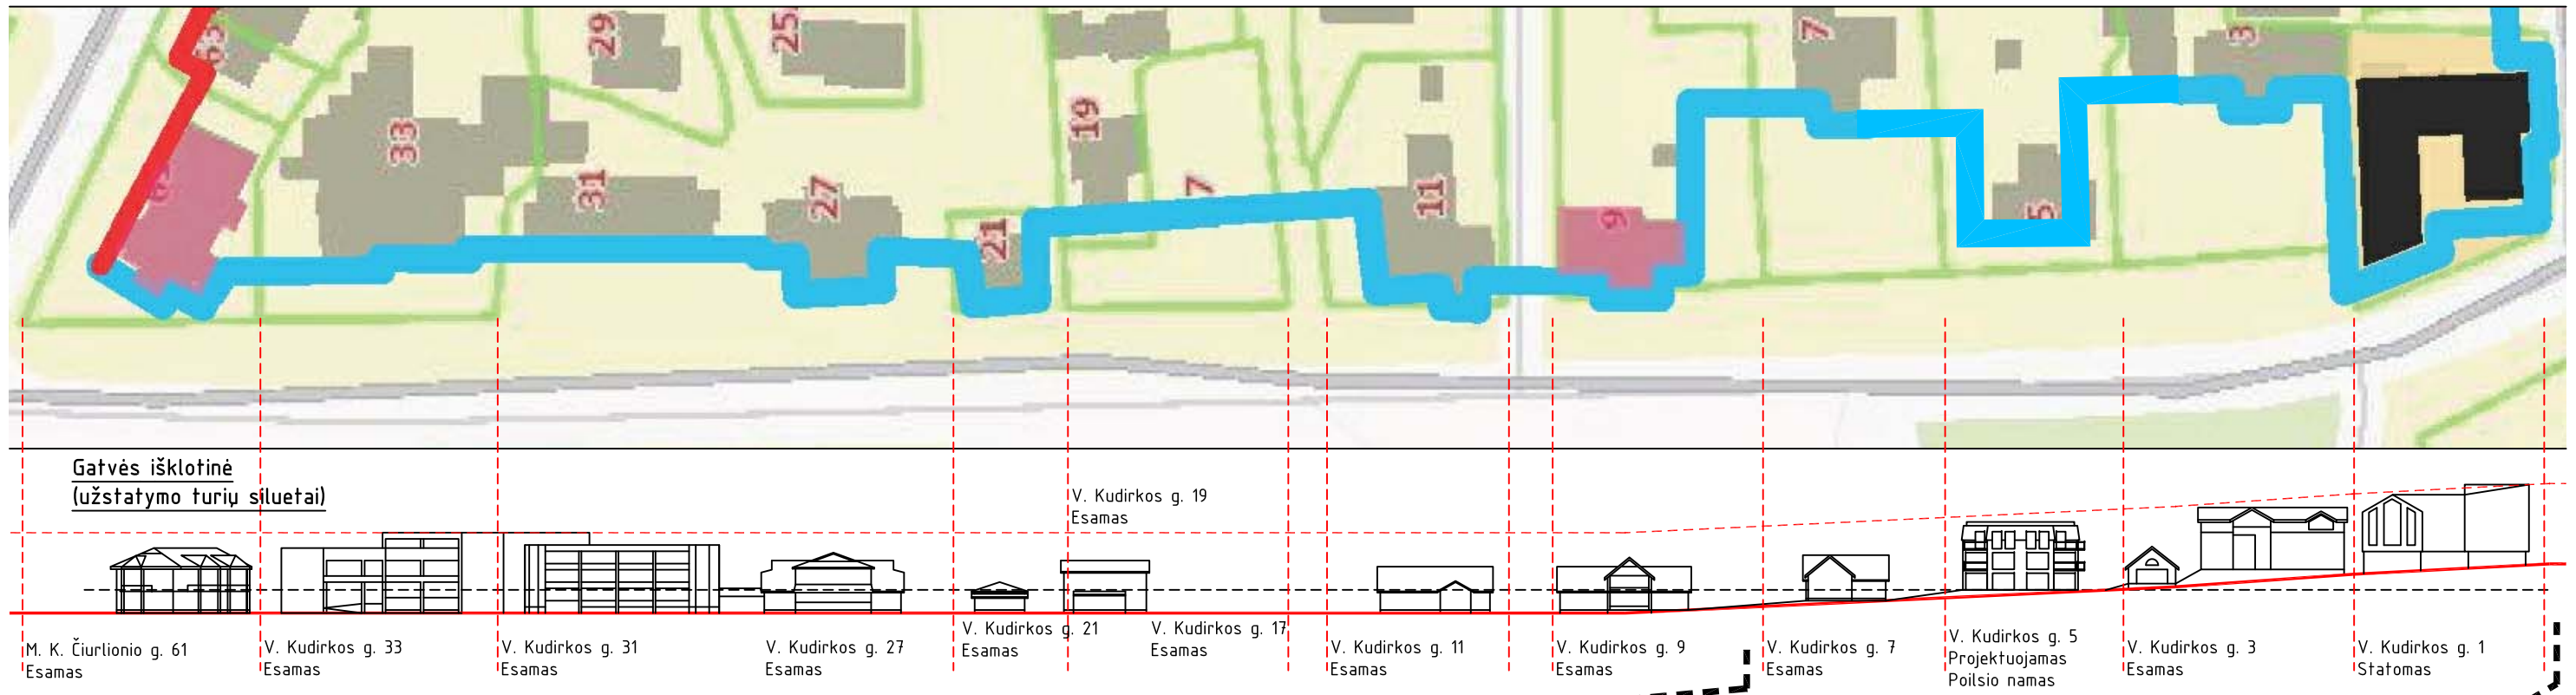 29
25
7
3
33
19
31
27
7
11
9
5
21
Gatvės išklotinė
(užstatymo turių siluetai)
V. Kudirkos g. 19
Esamas
M. K. Čiurlionio g. 61
Esamas
V. Kudirkos g. 33
Esamas
V. Kudirkos g. 31
Esamas
V. Kudirkos g. 27
Esamas
V. Kudirkos g. 21
Esamas
V. Kudirkos g. 17
Esamas
V. Kudirkos g. 11
Esamas
V. Kudirkos g. 9
Esamas
V. Kudirkos g. 7
Esamas
V. Kudirkos g. 5
Projektuojamas
Poilsio namas
V. Kudirkos g. 3
Esamas
V. Kudirkos g. 1
Statomas